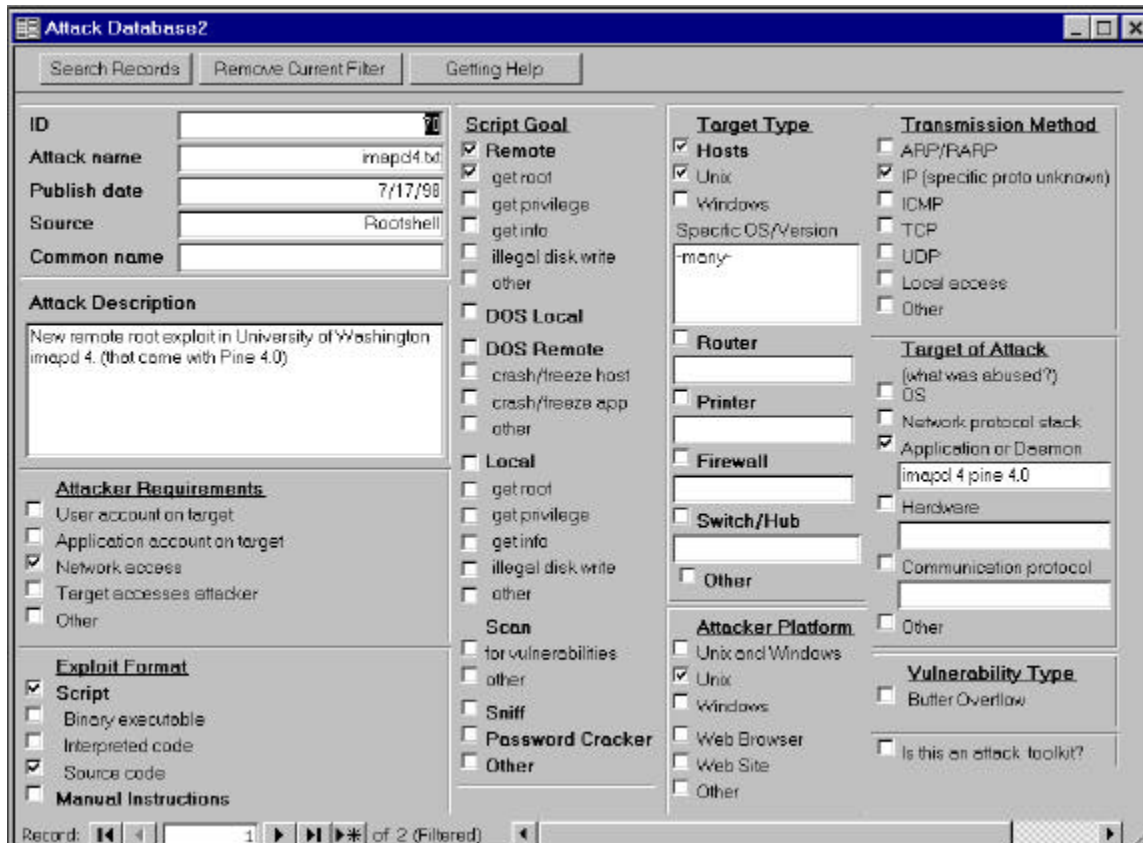 Attack Database2
Search Records
Remove Current Filter
Getting Help
ID 70
Attack name imapd4.txt
Publish date 7/17/98
Source Rootshell
Common name
Attack Description
New remote root exploit in University of Washington
imapd 4. (that came with Pine 4.0)
Attacker Requirements
User account on target
Application account on target
Network access
Target accesses attacker
Other
Exploit Format
Script
Binary executable
Interpreted code
Source code
Manual Instructions
Script Goal
Remote
get root
get privilege
get info
illegal disk write
other
DOS Local
DOS Remote
crash/freeze host
crash/freeze app
other
Local
get root
get privilege
get info
illegal disk write
other
Scan
for vulnerabilities
other
Sniff
Password Cracker
Other
Target Type
Hosts
Unix
Windows
Specific OS/Version
-many-
Router
Printer
Firewall
Switch/Hub
Other
Attacker Platform
Unix and Windows
Unix
Windows
Web Browser
Web Site
Other
Transmission Method
ARP/RARP
IP (specific proto unknown)
ICMP
TCP
UDP
Local access
Other
Target of Attack
(what was abused?)
OS
Network protocol stack
Application or Daemon
imapd 4 pine 4.0
Hardware
Communication protocol
Other
Vulnerability Type
Buffer Overflow
Is this an attack toolkit?
Record: 1 of 2 (Filtered)